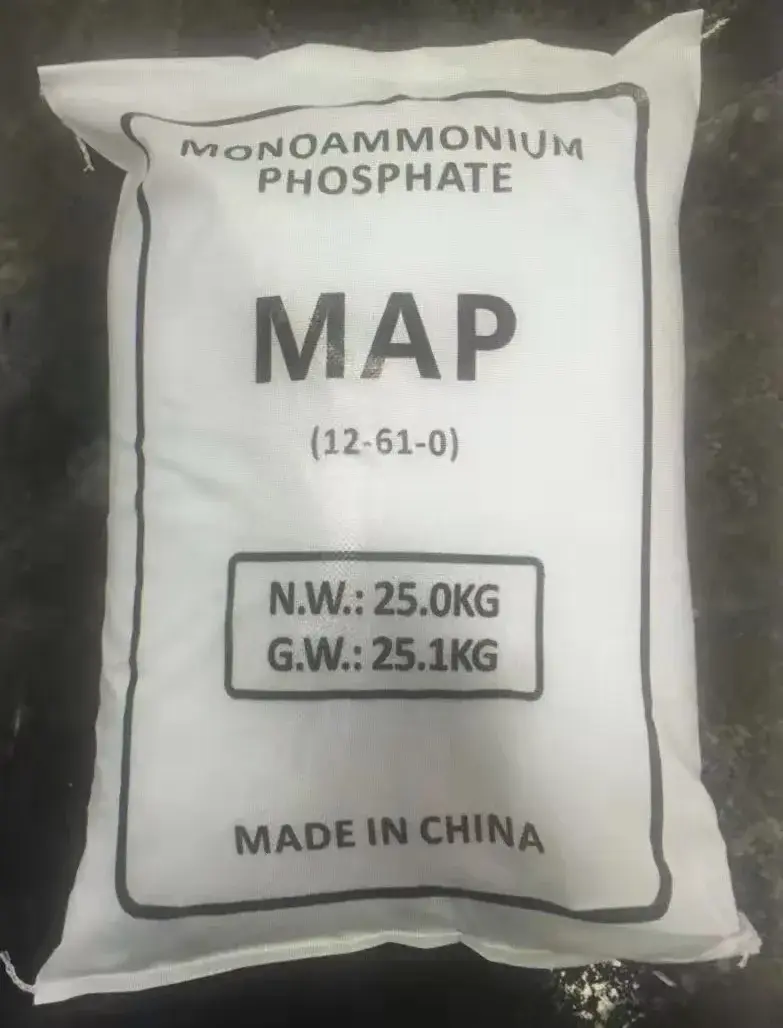 MONOAMMONIUM
PHOSPHATE
MAP
(12-61-0)
N.W.: 25.0KG
G.W.: 25.1KG
MADE IN CHINA